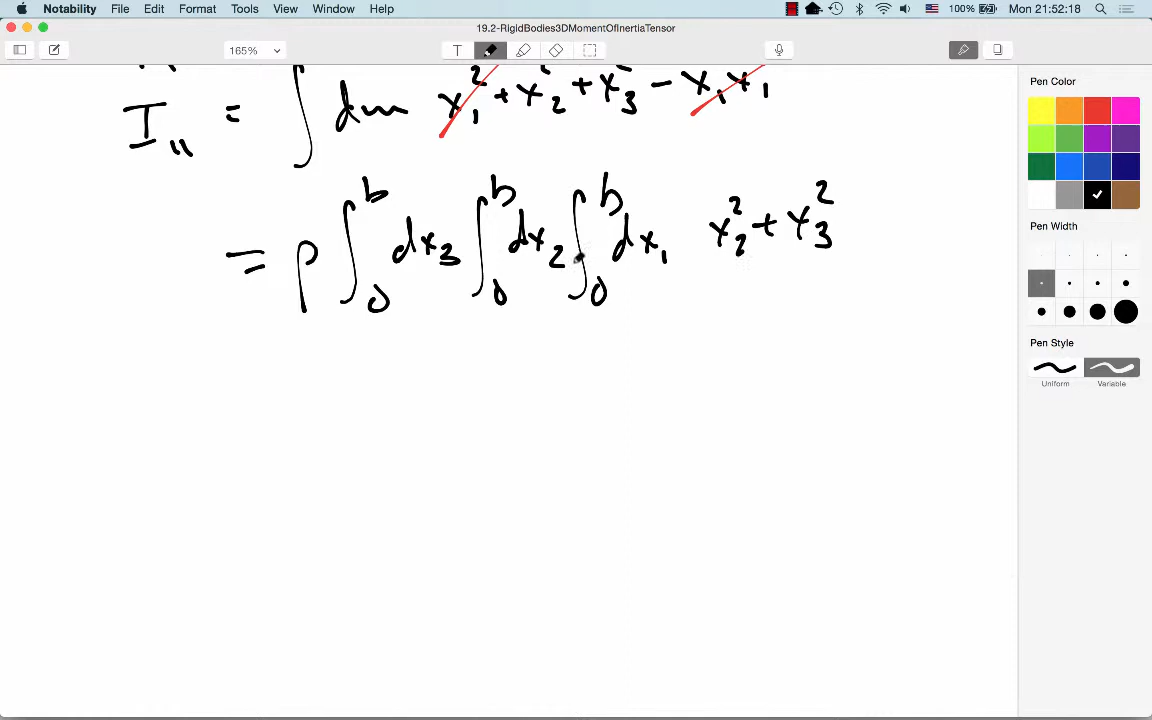 Notability File Edit Format Tools View Window Help 100% Mon 21:52:18
19.2-RigidBodies3DMomentOfInertiaTensor
165% T
Pen Color
I₁₁ = ∫ dm x₁² + x₂² + x₃² - x₁x₁
= ρ ∫₀ᵇ dx₃ ∫₀ᵇ dx₂ ∫₀ᵇ dx₁ x₂² + x₃²
Pen Width
Pen Style
Uniform Variable